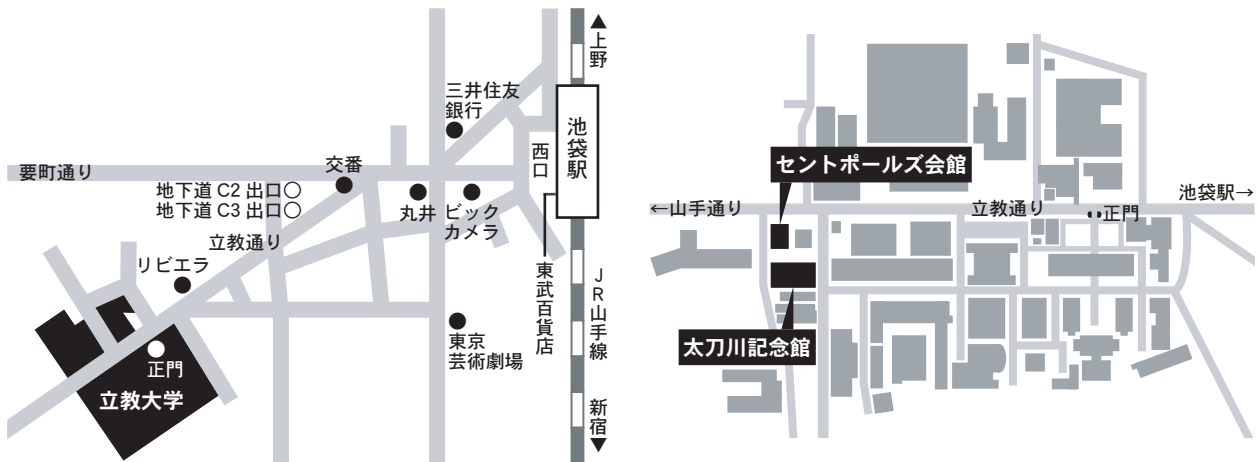 上野
三井住友
銀行
池袋駅
西口
要町通り
交番
地下道 C2 出口
地下道 C3 出口
丸井
ビック
カメラ
立教通り
リビエラ
東武百貨店
JR山手線
東京
芸術劇場
正門
立教大学
新宿
セントポールズ会館
池袋駅→
←山手通り
立教通り
正門
太刀川記念館